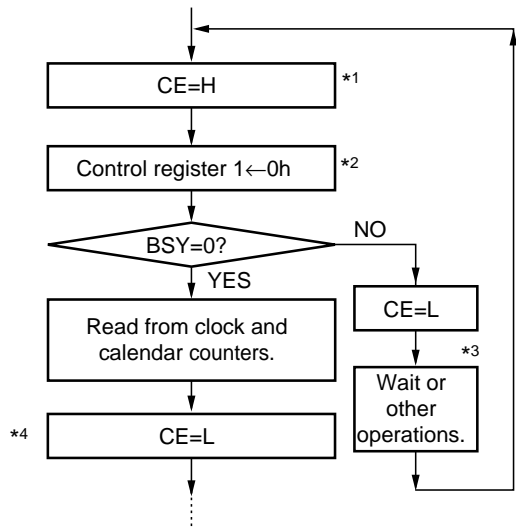 CE=H *1
Control register 1←0h *2
BSY=0? NO
YES
Read from clock and
calendar counters.
CE=L
*3
Wait or
other
operations.
*4 CE=L